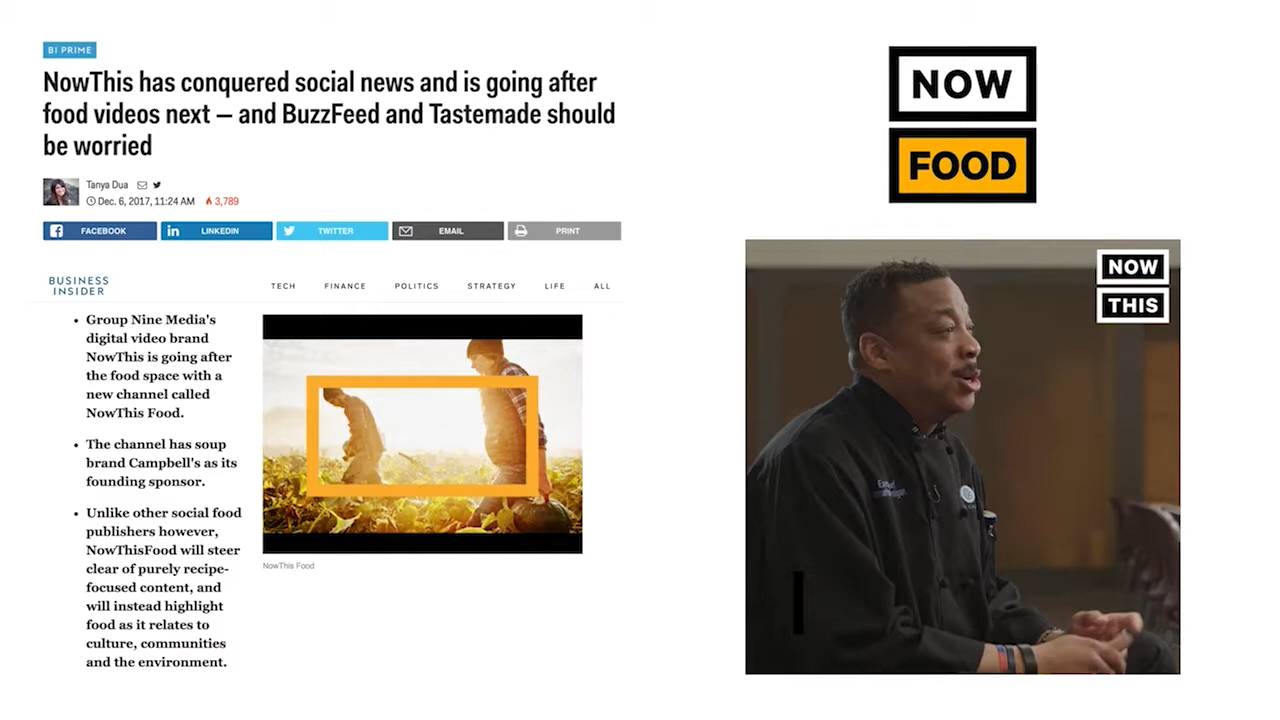 BI PRIME
NowThis has conquered social news and is going after
food videos next — and BuzzFeed and Tastemade should
be worried
Tanya Dua
Dec. 6, 2017, 11:24 AM 3,789
FACEBOOK
LINKEDIN
TWITTER
EMAIL
PRINT
BUSINESS
INSIDER
TECH FINANCE POLITICS STRATEGY LIFE ALL
• Group Nine Media's
digital video brand
NowThis is going after
the food space with a
new channel called
NowThis Food.
• The channel has soup
brand Campbell's as its
founding sponsor.
• Unlike other social food
publishers however,
NowThisFood will steer
clear of purely recipe-
focused content, and
will instead highlight
food as it relates to
culture, communities
and the environment.
NowThis Food
NOW
FOOD
NOW
THIS